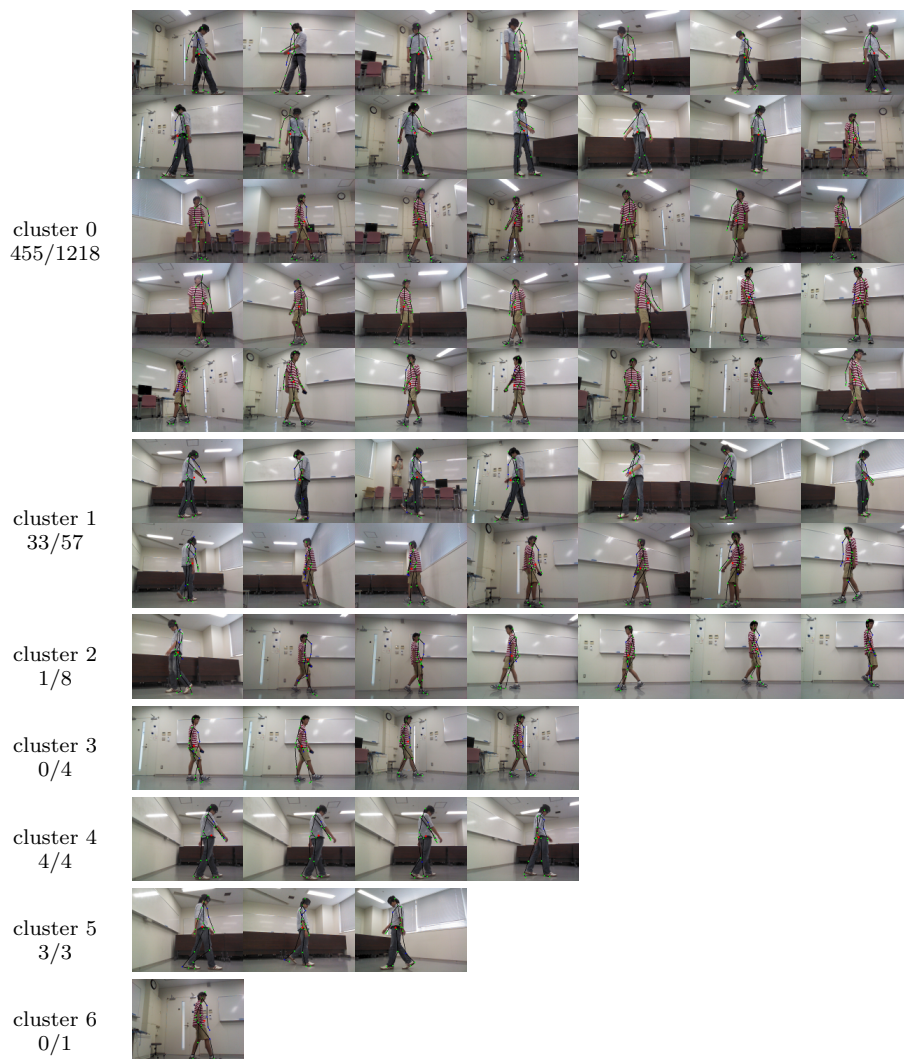 cluster 0
455/1218
cluster 1
33/57
cluster 2
1/8
cluster 3
0/4
cluster 4
4/4
cluster 5
3/3
cluster 6
0/1